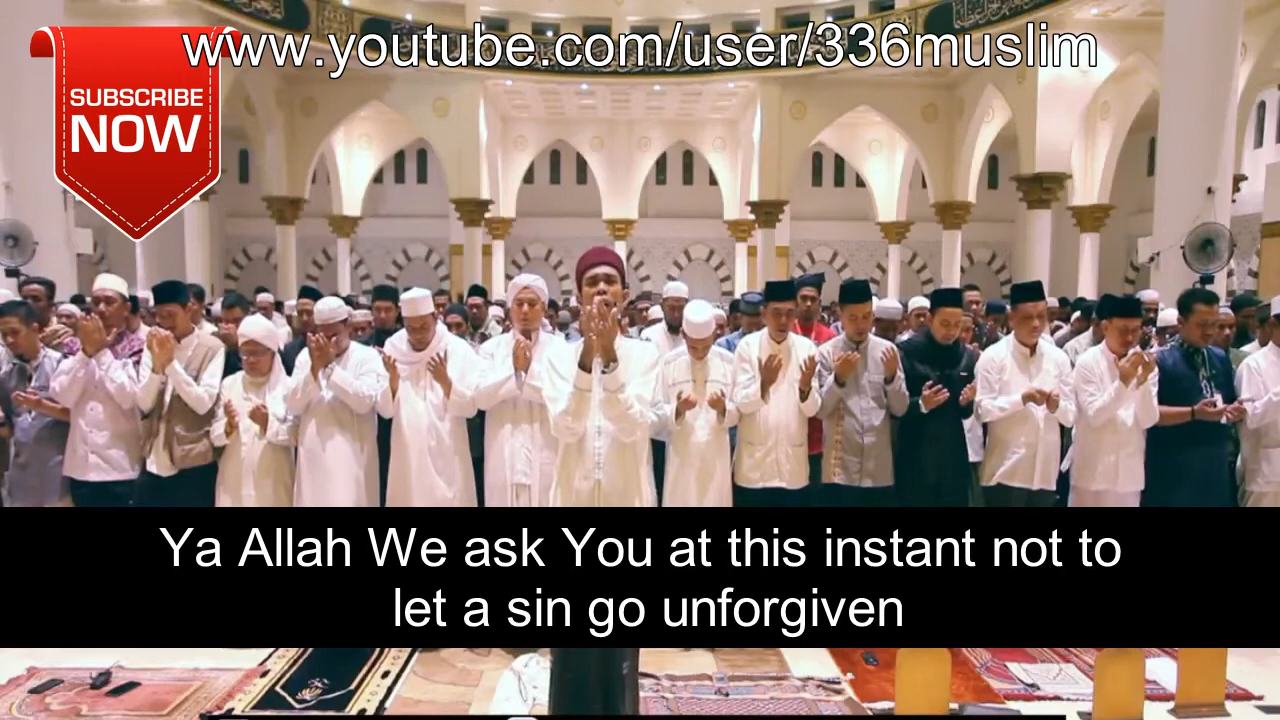 www.youtube.com/user/336muslim
SUBSCRIBE
NOW
Ya Allah We ask You at this instant not to
let a sin go unforgiven